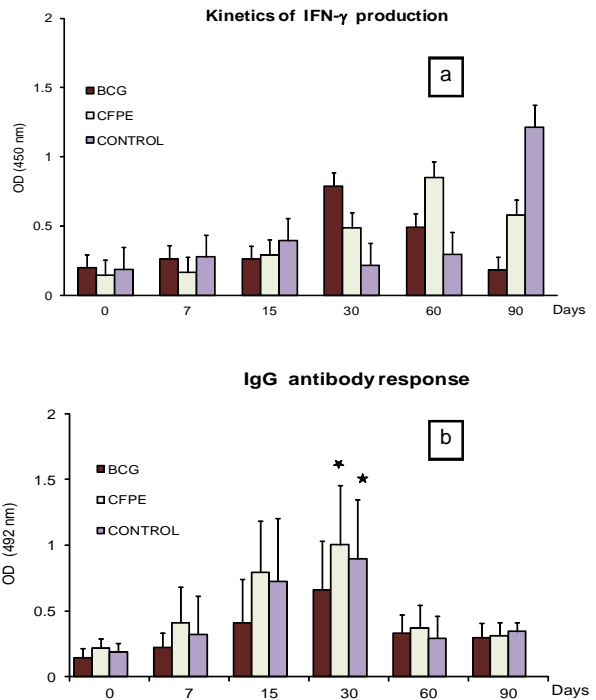 Kinetics of IFN-γ production
2
a
1.5
BCG
CFPE
CONTROL
OD (450 nm)
1
0.5
0
0 7 15 30 60 90 Days
IgG antibody response
2
b
BCG
1.5
CFPE
CONTROL
OD (492 nm)
1
0.5
0
0 7 15 30 60 90 Days